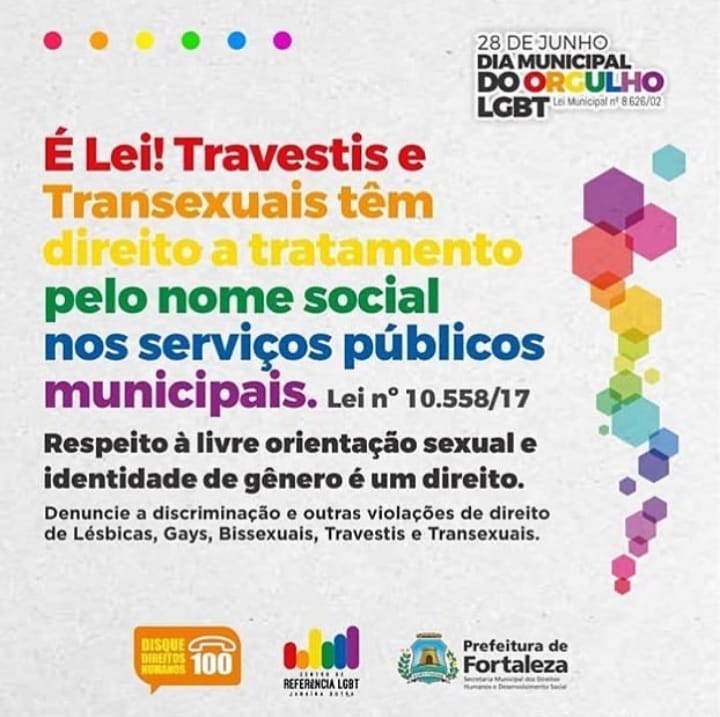 28 DE JUNHO
DIA MUNICIPAL
DO ORGULHO
LGBT Lei Municipal nº 8.626/02
É Lei! Travestis e
Transexuais têm
direito a tratamento
pelo nome social
nos serviços públicos
municipais. Lei nº 10.558/17
Respeito à livre orientação sexual e
identidade de gênero é um direito.
Denuncie a discriminação e outras violações de direito
de Lésbicas, Gays, Bissexuais, Travestis e Transexuais.
DISQUE
DIREITOS
HUMANOS 100
CENTRO DE
REFERÊNCIA LGBT
JANAÍNA DUTRA
Prefeitura de
Fortaleza
Secretaria Municipal dos Direitos
Humanos e Desenvolvimento Social